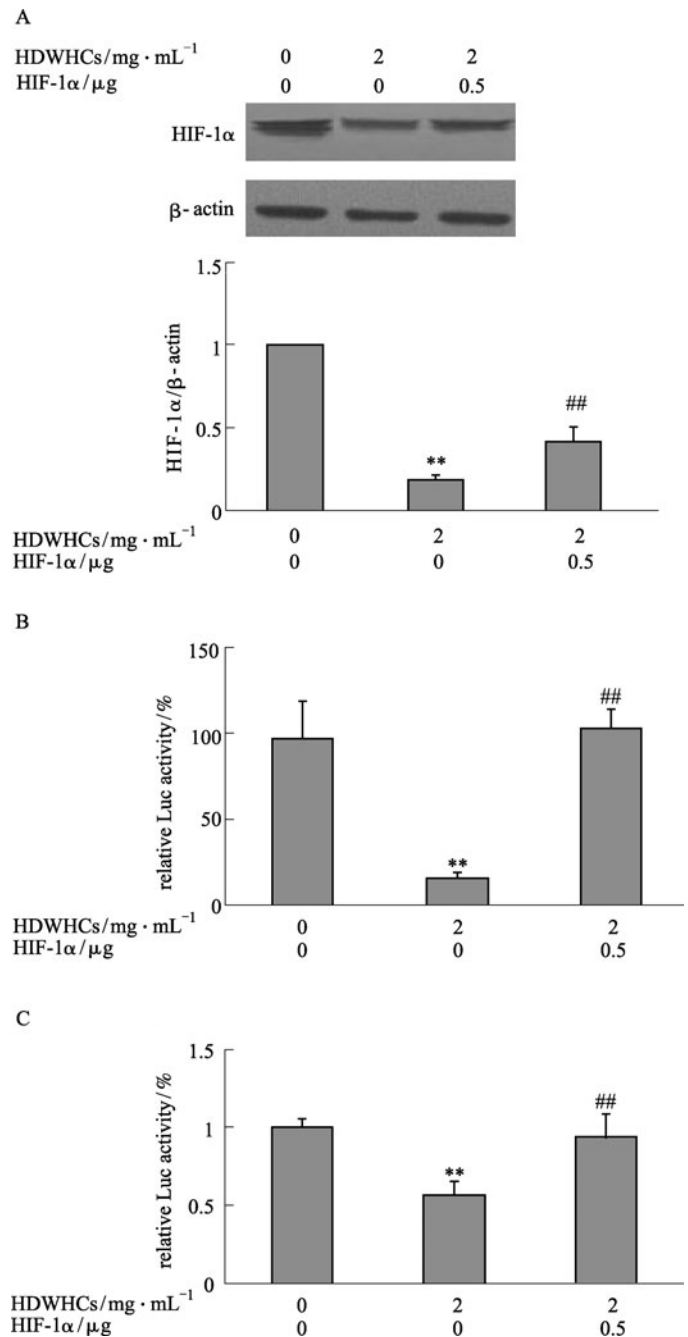 A
HDWHCs/mg · mL⁻¹ 0 2 2
HIF-1α/μg 0 0 0.5
HIF-1α
β- actin
1.5
1
0.5
0
HIF-1α/β- actin
**
##
HDWHCs/mg · mL⁻¹ 0 2 2
HIF-1α/μg 0 0 0.5
B
150
100
50
0
relative Luc activity/%
**
##
HDWHCs/mg · mL⁻¹ 0 2 2
HIF-1α/μg 0 0 0.5
C
1.5
1
0.5
0
relative Luc activity/%
**
##
HDWHCs/mg · mL⁻¹ 0 2 2
HIF-1α/μg 0 0 0.5